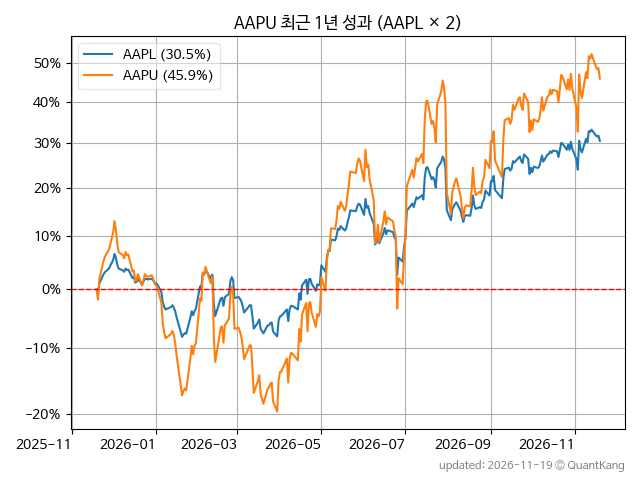 AAPU 최근 1년 성과 (AAPL × 2)
AAPL (30.5%)
AAPU (45.9%)
50%
40%
30%
20%
10%
0%
−10%
−20%
2025−11 2026−01 2026−03 2026−05 2026−07 2026−09 2026−11
updated: 2026-11-19 © QuantKang